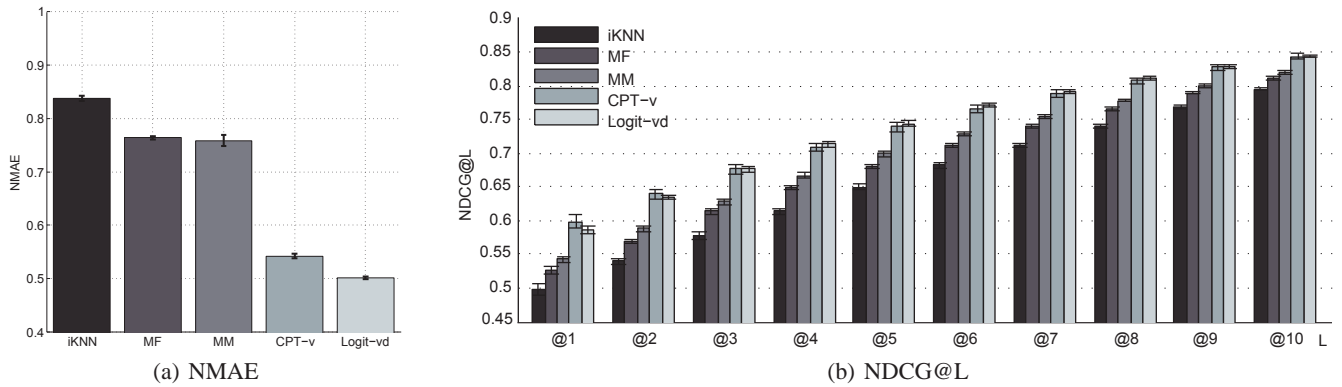 1
0.9
0.8
0.7
0.6
0.5
0.4
NMAE
iKNN MF MM CPT−v Logit−vd
(a) NMAE
0.85
0.8
0.75
0.7
0.65
0.6
0.55
0.5
0.45
NDCG@L
iKNN
MF
MM
CPT−v
Logit−vd
@1 @2 @3 @4 @5 @6 @7 @8 @9 @10 L
(b) NDCG@L